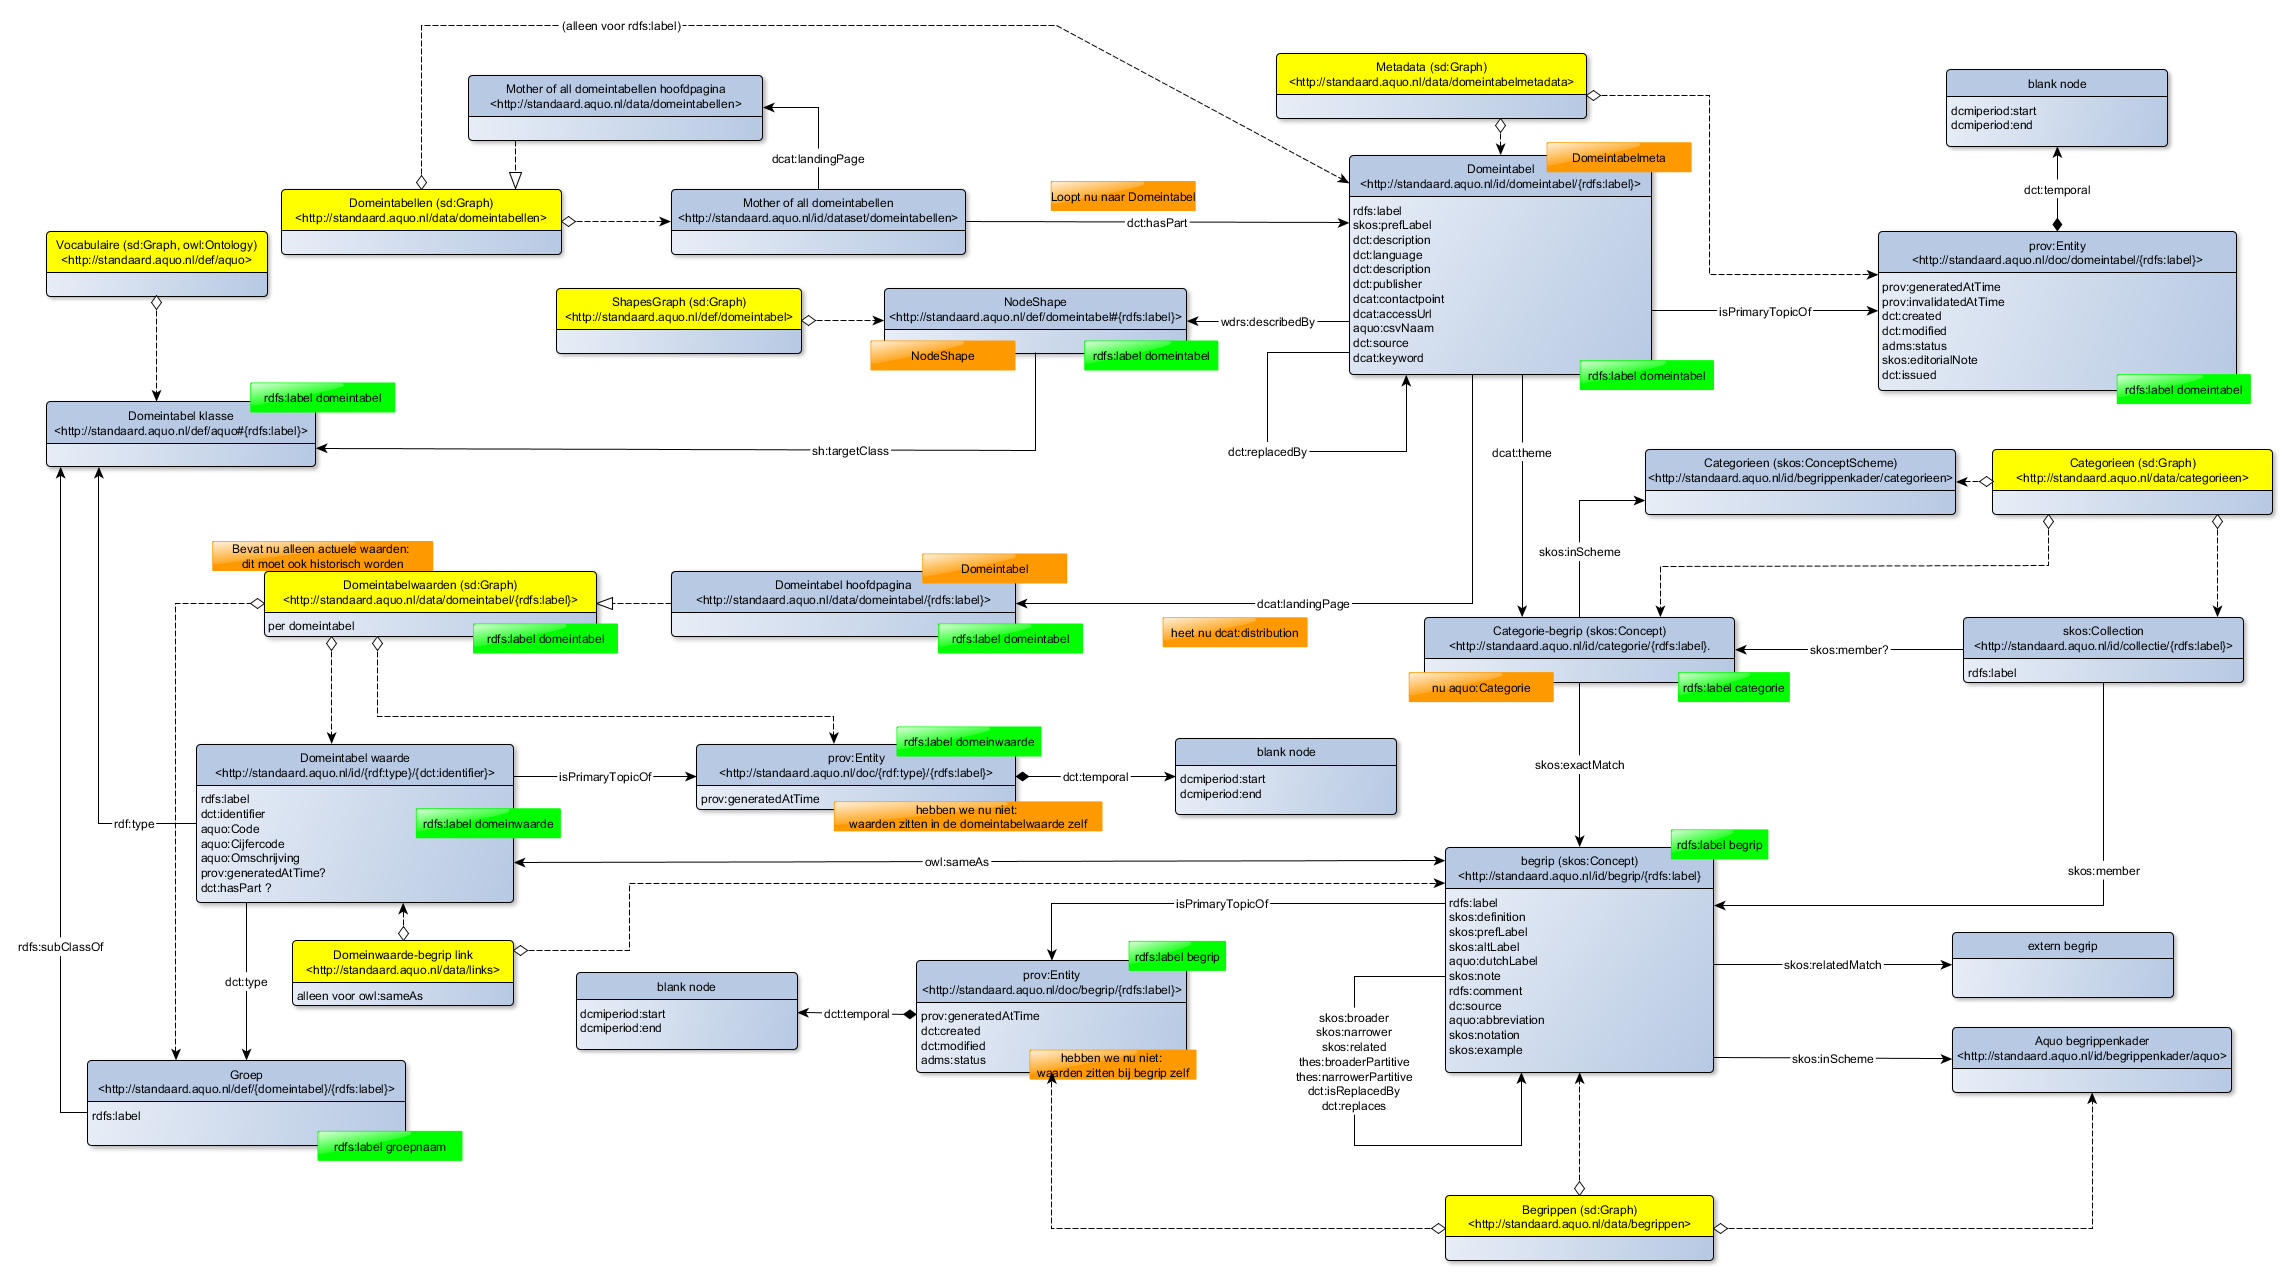 (alleen voor rdfs:label)
Mother of all domeintabellen hoofdpagina
<http://standaard.aquo.nl/data/domeintabellen>
dcat:landingPage
Metadata (sd:Graph)
<http://standaard.aquo.nl/data/domeintabelmetadata>
blank node
dcmiperiod:start
dcmiperiod:end
dct:temporal
Domeintabellen (sd:Graph)
<http://standaard.aquo.nl/data/domeintabellen>
Mother of all domeintabellen
<http://standaard.aquo.nl/id/dataset/domeintabellen>
Loopt nu naar Domeintabel
dct:hasPart
Domeintabelmeta
Domeintabel
<http://standaard.aquo.nl/id/domeintabel/{rdfs:label}>
rdfs:label
skos:prefLabel
dct:description
dct:language
dct:description
dct:publisher
dcat:contactpoint
dcat:accessUrl
aquo:csvNaam
dct:source
dcat:keyword
rdfs:label domeintabel
isPrimaryTopicOf
prov:Entity
<http://standaard.aquo.nl/doc/domeintabel/{rdfs:label}>
prov:generatedAtTime
prov:invalidatedAtTime
dct:created
dct:modified
adms:status
skos:editorialNote
dct:issued
rdfs:label domeintabel
Vocabulaire (sd:Graph, owl:Ontology)
<http://standaard.aquo.nl/def/aquo>
ShapesGraph (sd:Graph)
<http://standaard.aquo.nl/def/domeintabel>
NodeShape
<http://standaard.aquo.nl/def/domeintabel#{rdfs:label}>
NodeShape
rdfs:label domeintabel
wdrs:describedBy
dct:replacedBy
dcat:theme
rdfs:label domeintabel
Domeintabel klasse
<http://standaard.aquo.nl/def/aquo#{rdfs:label}>
sh:targetClass
Categorieen (skos:ConceptScheme)
<http://standaard.aquo.nl/id/begrippenkader/categorieen>
Categorieen (sd:Graph)
<http://standaard.aquo.nl/data/categorieen>
skos:inScheme
Bevat nu alleen actuele waarden:
dit moet ook historisch worden
Domeintabelwaarden (sd:Graph)
<http://standaard.aquo.nl/data/domeintabel/{rdfs:label}>
per domeintabel
rdfs:label domeintabel
Domeintabel
Domeintabel hoofdpagina
<http://standaard.aquo.nl/data/domeintabel/{rdfs:label}>
rdfs:label domeintabel
dcat:landingPage
heet nu dcat:distribution
Categorie-begrip (skos:Concept)
<http://standaard.aquo.nl/id/categorie/{rdfs:label}.
nu aquo:Categorie
rdfs:label categorie
skos:member?
skos:Collection
<http://standaard.aquo.nl/id/collectie/{rdfs:label}>
rdfs:label
Domeintabel waarde
<http://standaard.aquo.nl/id/{rdf:type}/{dct:identifier}>
rdfs:label
dct:identifier
aquo:Code
aquo:Cijfercode
aquo:Omschrijving
prov:generatedAtTime?
dct:hasPart ?
rdfs:label domeinwaarde
rdf:type
isPrimaryTopicOf
rdfs:label domeinwaarde
prov:Entity
<http://standaard.aquo.nl/doc/{rdf:type}/{rdfs:label}>
prov:generatedAtTime
hebben we nu niet:
waarden zitten in de domeintabelwaarde zelf
dct:temporal
blank node
dcmiperiod:start
dcmiperiod:end
skos:exactMatch
owl:sameAs
rdfs:label begrip
begrip (skos:Concept)
<http://standaard.aquo.nl/id/begrip/{rdfs:label}
rdfs:label
skos:definition
skos:prefLabel
skos:altLabel
aquo:dutchLabel
skos:note
rdfs:comment
dc:source
aquo:abbreviation
skos:notation
skos:example
skos:member
skos:relatedMatch
extern begrip
skos:inScheme
Aquo begrippenkader
<http://standaard.aquo.nl/id/begrippenkader/aquo>
rdfs:subClassOf
dct:type
Domeinwaarde-begrip link
<http://standaard.aquo.nl/data/links>
alleen voor owl:sameAs
isPrimaryTopicOf
rdfs:label begrip
prov:Entity
<http://standaard.aquo.nl/doc/begrip/{rdfs:label}>
prov:generatedAtTime
dct:created
dct:modified
adms:status
hebben we nu niet:
waarden zitten bij begrip zelf
dct:temporal
blank node
dcmiperiod:start
dcmiperiod:end
skos:broader
skos:narrower
skos:related
thes:broaderPartitive
thes:narrowerPartitive
dct:isReplacedBy
dct:replaces
Groep
<http://standaard.aquo.nl/def/{domeintabel}/{rdfs:label}>
rdfs:label
rdfs:label groepnaam
Begrippen (sd:Graph)
<http://standaard.aquo.nl/data/begrippen>